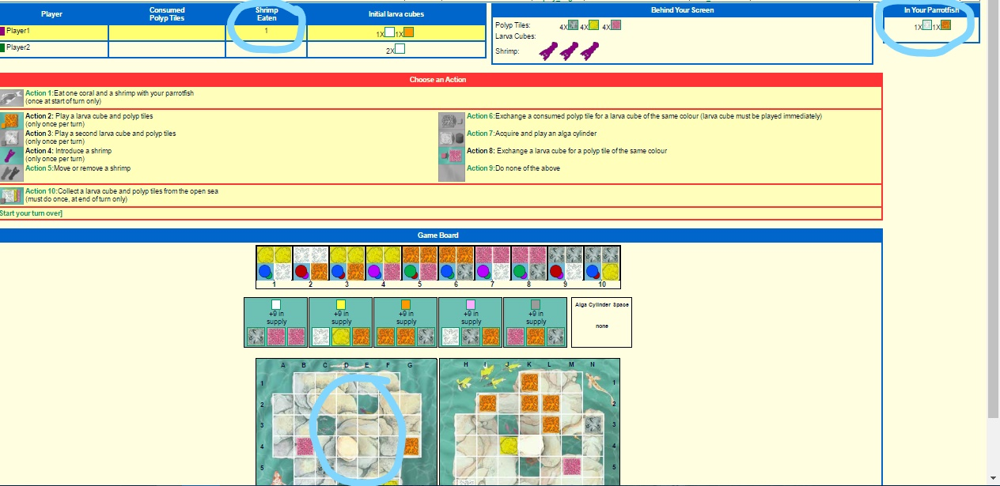 Player
Consumed
Polyp Tiles
Shrimp
Eaten
Initial larva cubes
Player1
1
1X 1X
Player2
2X
Behind Your Screen
Polyp Tiles: 4X 4X 4X
Larva Cubes:
Shrimp:
In Your Parrotfish
1X 1X
Choose an Action
Action 1:Eat one coral and a shrimp with your parrotfish
(once at start of turn only)
Action 2: Play a larva cube and polyp tiles
(only once per turn)
Action 3: Play a second larva cube and polyp tiles
(only once per turn)
Action 4: Introduce a shrimp
(only once per turn)
Action 5:Move or remove a shrimp
Action 6:Exchange a consumed polyp tile for a larva cube of the same colour (larva cube must be played immediately)
Action 7:Acquire and play an alga cylinder
Action 8: Exchange a larva cube for a polyp tile of the same colour
Action 9:Do none of the above
Action 10:Collect a larva cube and polyp tiles from the open sea
(must do once, at end of turn only)
Start your turn over]
Game Board
1 2 3 4 5 6 7 8 9 10
+9 in
supply
+9 in
supply
+9 in
supply
+9 in
supply
+9 in
supply
Alga Cylinder Space
none
A B C D E F G
1
2
3
4
5
H I J K L M N
1
2
3
4
5